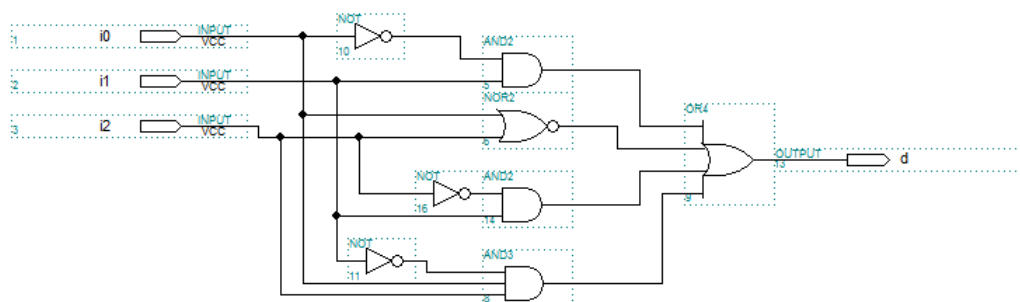 NOT
10
1 i0 INPUT
VCC
AND2
5
2 i1 INPUT
VCC
NOR2
6
3 i2 INPUT
VCC
OR4
9
OUTPUT
13
d
NOT
16
AND2
14
NOT
11
AND3
8